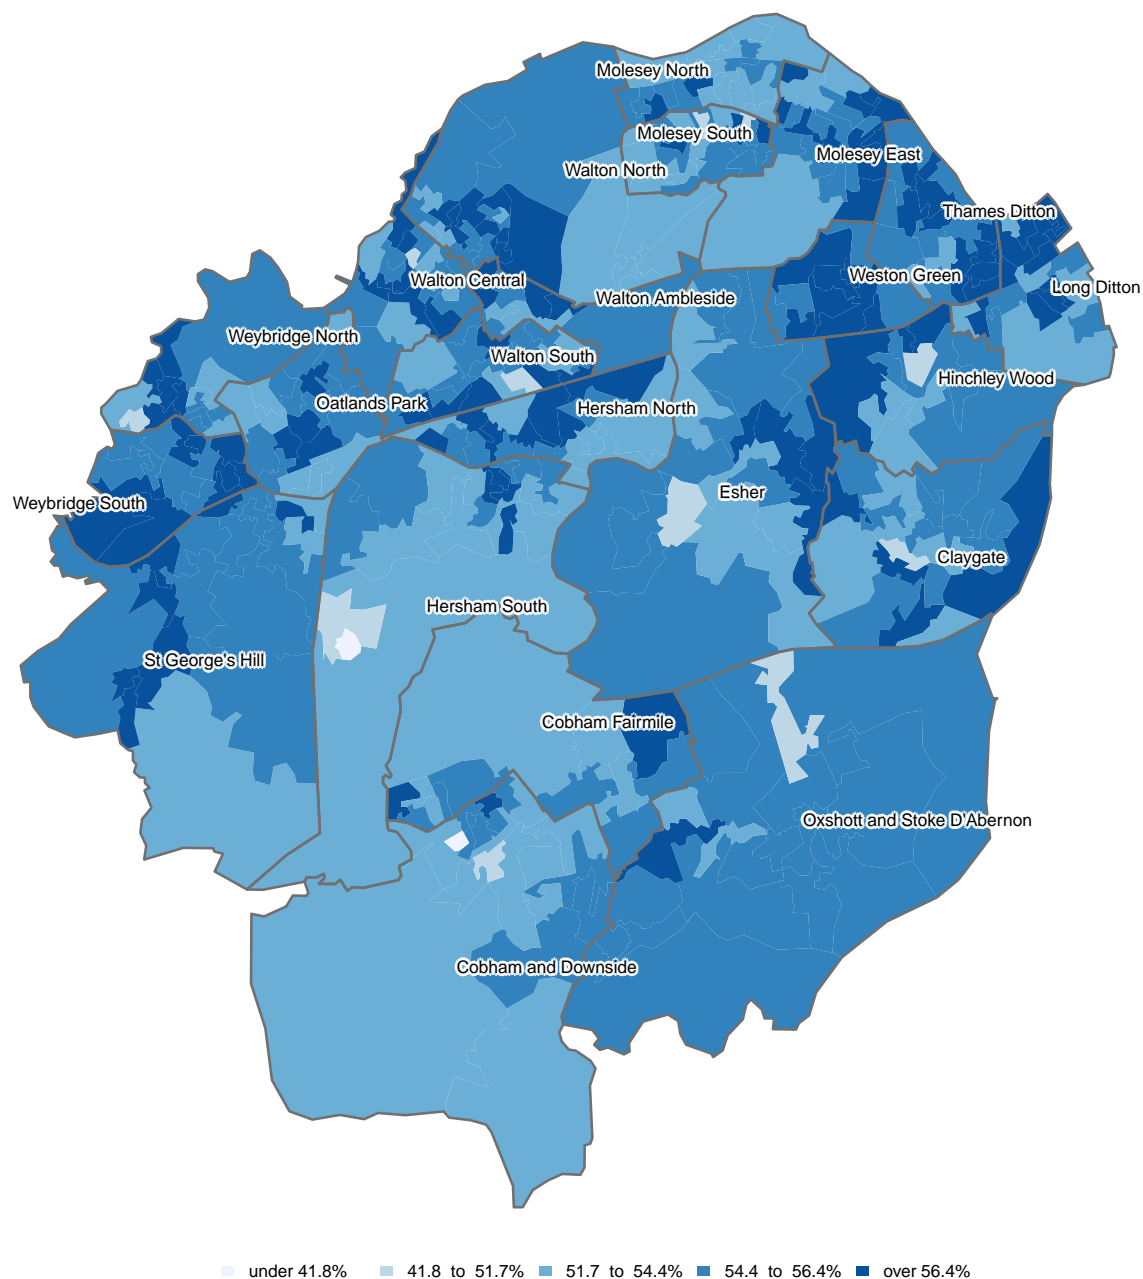 Molesey North
Molesey South
Molesey East
Walton North
Thames Ditton
Weston Green
Walton Central
Long Ditton
Walton Ambleside
Weybridge North
Walton South
Hinchley Wood
Oatlands Park
Hersham North
Esher
Weybridge South
Claygate
Hersham South
St George's Hill
Cobham Fairmile
Oxshott and Stoke D'Abernon
Cobham and Downside
under 41.8% 41.8 to 51.7% 51.7 to 54.4% 54.4 to 56.4% over 56.4%